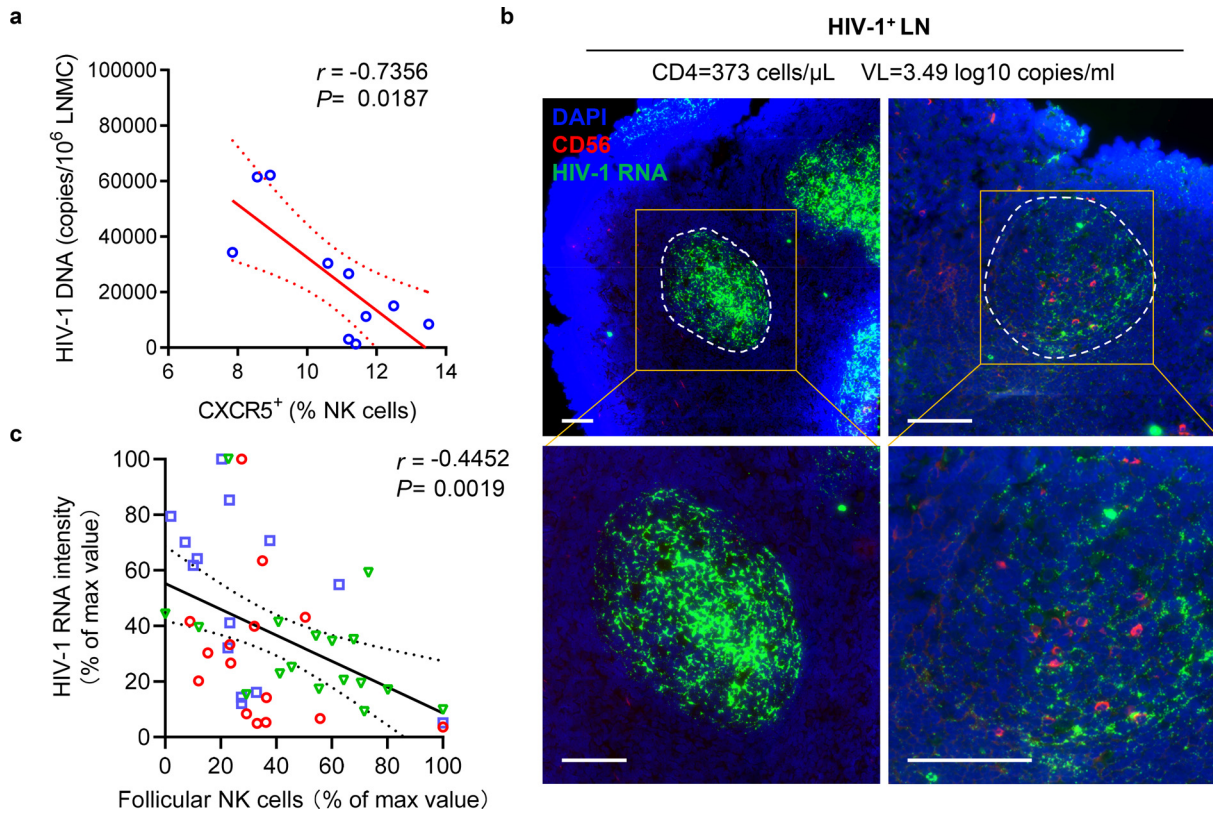 a
r = -0.7356
P= 0.0187
HIV-1 DNA (copies/10⁶ LNMC)
100000
80000
60000
40000
20000
0
6 8 10 12 14
CXCR5⁺ (% NK cells)
b
HIV-1⁺ LN
CD4=373 cells/μL VL=3.49 log10 copies/ml
DAPI
CD56
HIV-1 RNA
c
r = -0.4452
P= 0.0019
HIV-1 RNA intensity
(% of max value)
100
80
60
40
20
0
0 20 40 60 80 100
Follicular NK cells (% of max value)